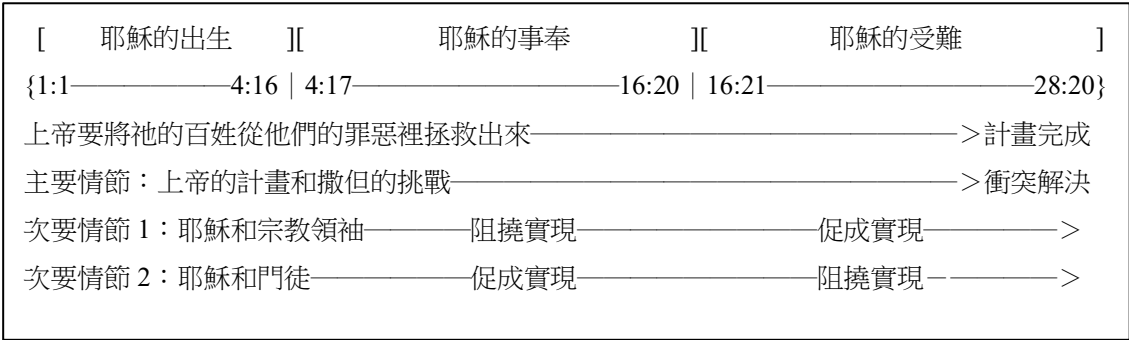 [ 耶穌的出生 ][ 耶穌的事奉 ][ 耶穌的受難 ]
{1:1——————4:16｜4:17——————————16:20｜16:21——————————28:20}
上帝要將祂的百姓從他們的罪惡裡拯救出來————————————————＞計畫完成
主要情節：上帝的計畫和撒但的挑戰———————————————————＞衝突解決
次要情節 1：耶穌和宗教領袖————阻撓實現—————————促成實現—————＞
次要情節 2：耶穌和門徒——————促成實現—————————阻撓實現－————＞